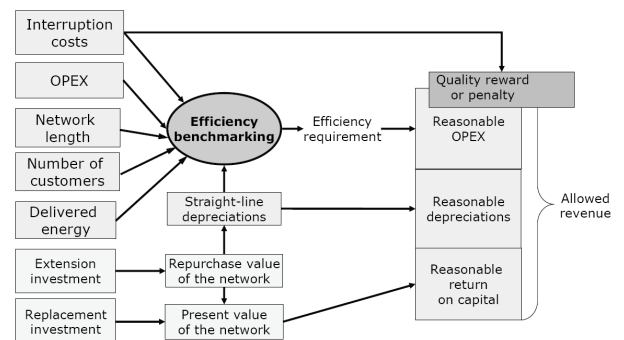 Interruption
costs
OPEX
Network
length
Number of
customers
Delivered
energy
Extension
investment
Replacement
investment
Efficiency
benchmarking
Straight-line
depreciations
Repurchase value
of the network
Present value
of the network
Efficiency
requirement
Quality reward
or penalty
Reasonable
OPEX
Reasonable
depreciations
Reasonable
return
on capital
Allowed
revenue